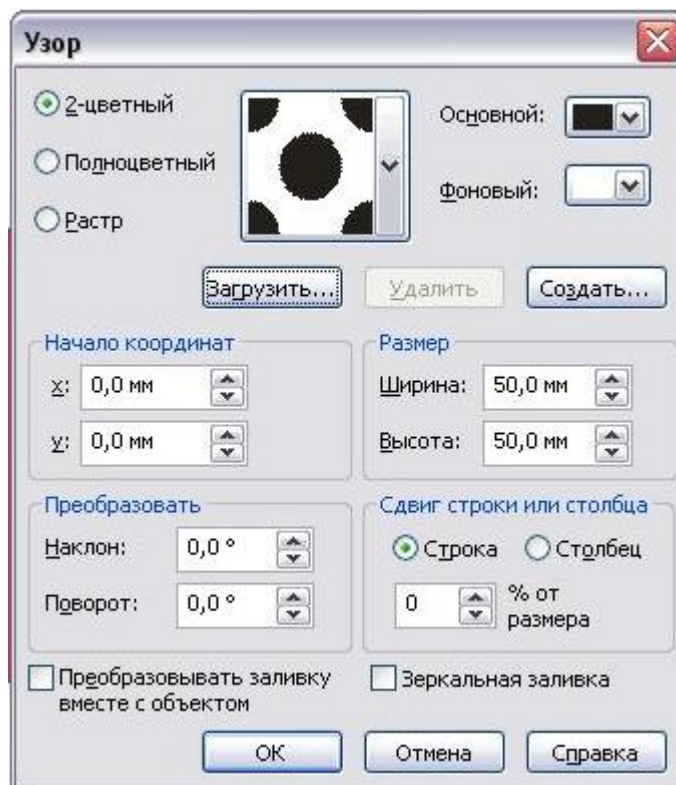 Узор
2-цветный
Полноцветный
Растр
Основной:
Фоновый:
Загрузить...
Удалить
Создать...
Начало координат
x: 0,0 мм
y: 0,0 мм
Размер
Ширина: 50,0 мм
Высота: 50,0 мм
Преобразовать
Наклон: 0,0 °
Поворот: 0,0 °
Сдвиг строки или столбца
Строка Столбец
0 % от
размера
Преобразовывать заливку
вместе с объектом
Зеркальная заливка
ОК Отмена Справка